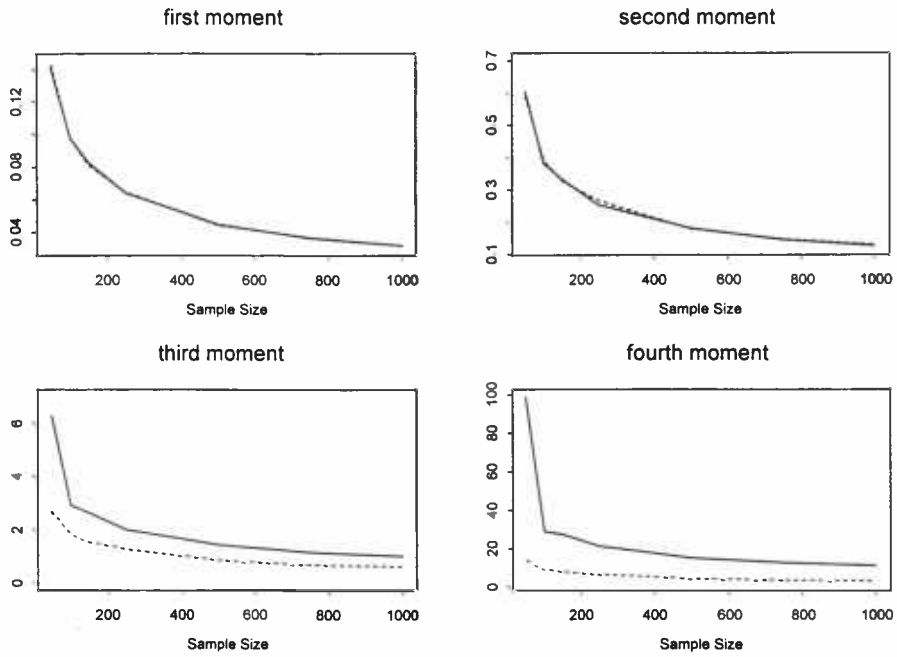 first moment
0.12
0.08
0.04
200 400 600 800 1000
Sample Size
second moment
0.7
0.5
0.3
0.1
200 400 600 800 1000
Sample Size
third moment
6
4
2
0
200 400 600 800 1000
Sample Size
fourth moment
100
80
60
40
20
0
200 400 600 800 1000
Sample Size